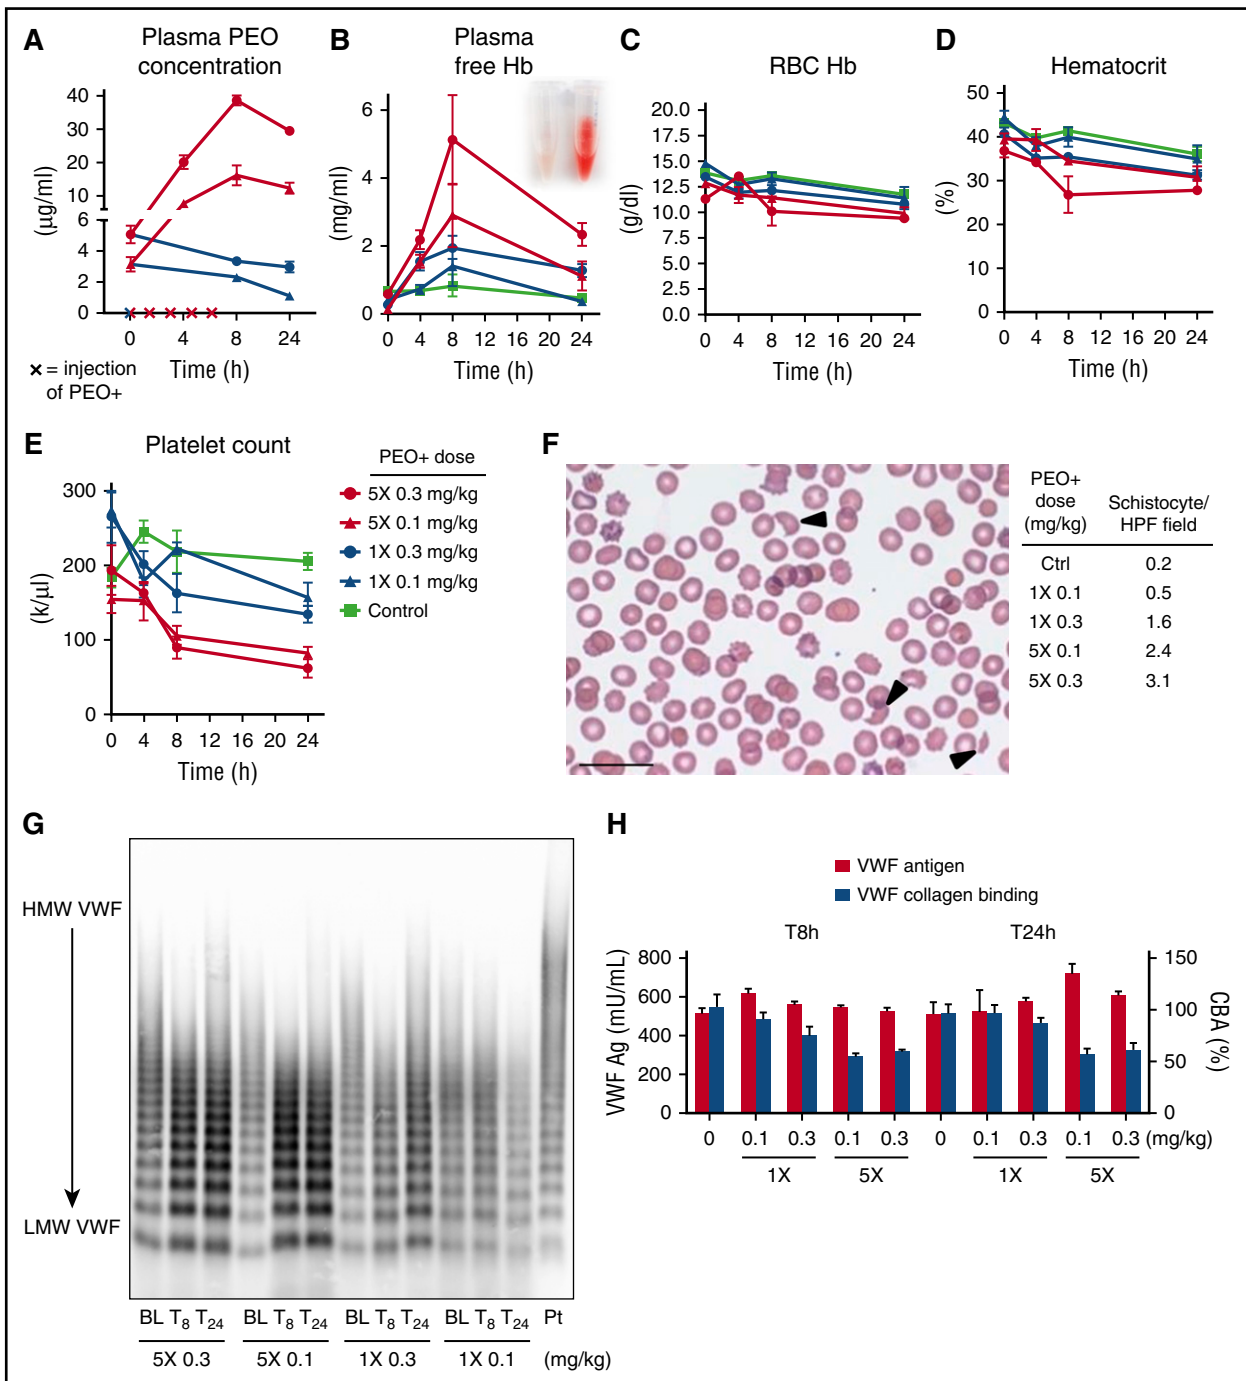 A
Plasma PEO
concentration
(μg/ml)
40
30
20
10
6
4
2
0
0 4 8 24
Time (h)
× = injection
of PEO+
B
Plasma
free Hb
(mg/ml)
6
4
2
0
0 4 8 12 16 20 24
Time (h)
C
RBC Hb
(g/dl)
20.0
17.5
15.0
12.5
10.0
7.5
5.0
2.5
0.0
0 4 8 12 16 20 24
Time (h)
D
Hematocrit
(%)
50
40
30
20
10
0
0 4 8 12 16 20 24
Time (h)
E
Platelet count
(k/μl)
300
200
100
0
0 4 8 12 16 20 24
Time (h)
PEO+ dose
5X 0.3 mg/kg
5X 0.1 mg/kg
1X 0.3 mg/kg
1X 0.1 mg/kg
Control
F
PEO+
dose
(mg/kg)
Schistocyte/
HPF field
Ctrl 0.2
1X 0.1 0.5
1X 0.3 1.6
5X 0.1 2.4
5X 0.3 3.1
G
HMW VWF
LMW VWF
BL T8 T24 BL T8 T24 BL T8 T24 BL T8 T24 Pt
5X 0.3 5X 0.1 1X 0.3 1X 0.1 (mg/kg)
H
VWF antigen
VWF collagen binding
T8h T24h
VWF Ag (mU/mL)
800
600
400
200
0
CBA (%)
150
100
50
0
0 0.1 0.3 0.1 0.3 0 0.1 0.3 0.1 0.3 (mg/kg)
1X 5X 1X 5X